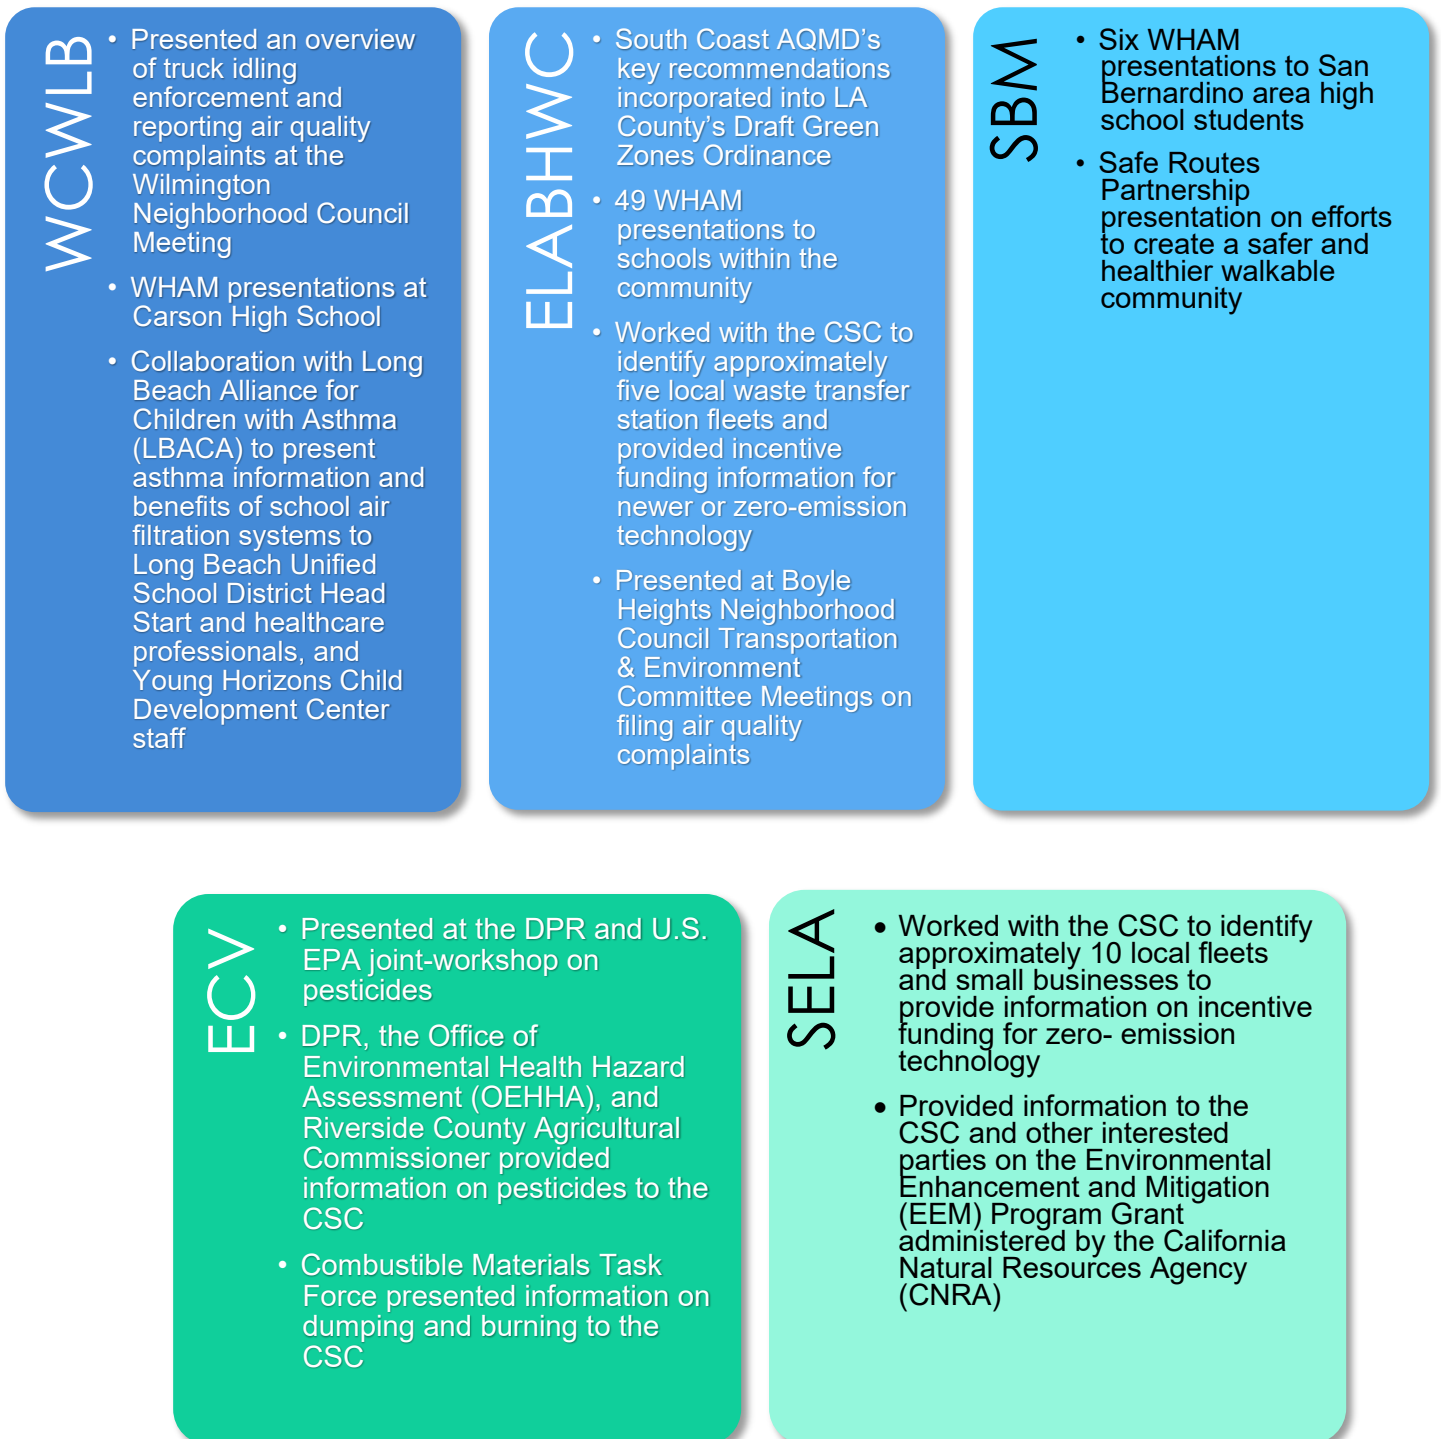 WCWLB
• Presented an overview
of truck idling
enforcement and
reporting air quality
complaints at the
Wilmington
Neighborhood Council
Meeting
• WHAM presentations at
Carson High School
• Collaboration with Long
Beach Alliance for
Children with Asthma
(LBACA) to present
asthma information and
benefits of school air
filtration systems to
Long Beach Unified
School District Head
Start and healthcare
professionals, and
Young Horizons Child
Development Center
staff
ELABHWC
• South Coast AQMD’s
key recommendations
incorporated into LA
County’s Draft Green
Zones Ordinance
• 49 WHAM
presentations to
schools within the
community
• Worked with the CSC to
identify approximately
five local waste transfer
station fleets and
provided incentive
funding information for
newer or zero-emission
technology
• Presented at Boyle
Heights Neighborhood
Council Transportation
& Environment
Committee Meetings on
filing air quality
complaints
SBM
• Six WHAM
presentations to San
Bernardino area high
school students
• Safe Routes
Partnership
presentation on efforts
to create a safer and
healthier walkable
community
ECV
• Presented at the DPR and U.S.
EPA joint-workshop on
pesticides
• DPR, the Office of
Environmental Health Hazard
Assessment (OEHHA), and
Riverside County Agricultural
Commissioner provided
information on pesticides to the
CSC
• Combustible Materials Task
Force presented information on
dumping and burning to the
CSC
SELA
• Worked with the CSC to identify
approximately 10 local fleets
and small businesses to
provide information on incentive
funding for zero- emission
technology
• Provided information to the
CSC and other interested
parties on the Environmental
Enhancement and Mitigation
(EEM) Program Grant
administered by the California
Natural Resources Agency
(CNRA)